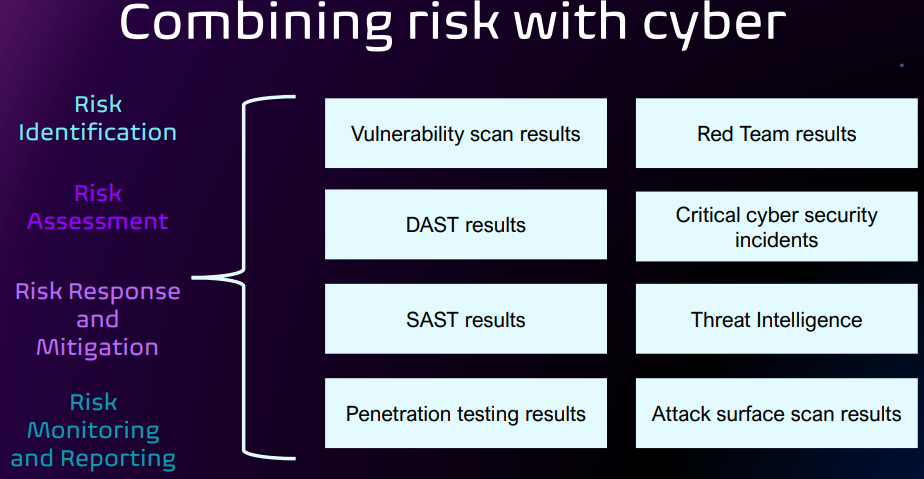 Combining risk with cyber
Risk
Identification
Risk
Assessment
Risk Response
and
Mitigation
Risk
Monitoring
and Reporting
Vulnerability scan results
Red Team results
DAST results
Critical cyber security
incidents
SAST results
Threat Intelligence
Penetration testing results
Attack surface scan results